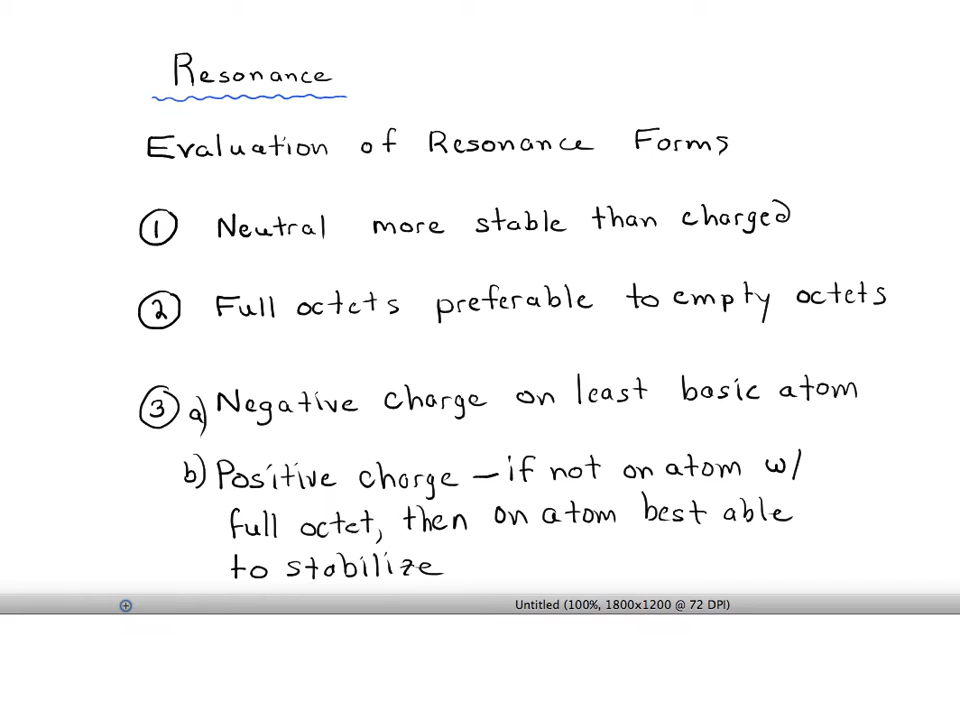 Resonance
Evaluation of Resonance Forms
① Neutral more stable than charged
② Full octets preferable to empty octets
③ a) Negative charge on least basic atom
b) Positive charge – if not on atom w/
full octet, then on atom best able
to stabilize
Untitled (100%, 1800x1200 @ 72 DPI)